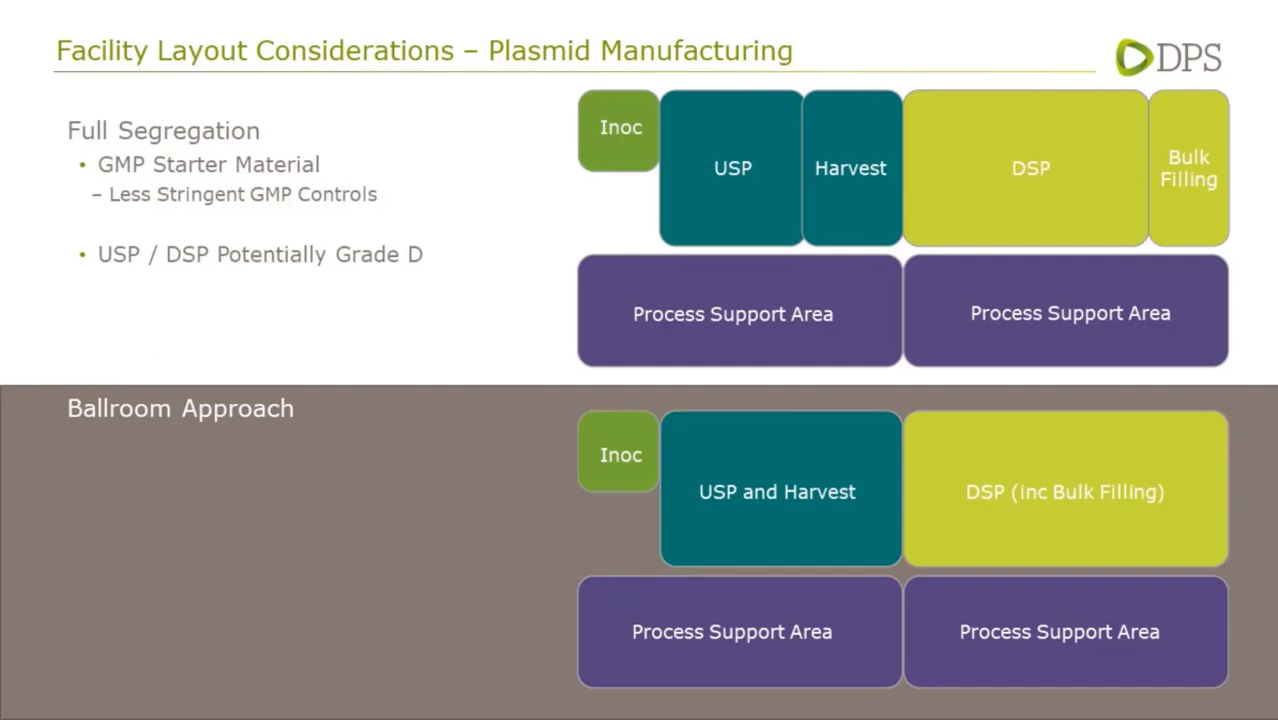 Facility Layout Considerations – Plasmid Manufacturing
DPS
Full Segregation
• GMP Starter Material
– Less Stringent GMP Controls
• USP / DSP Potentially Grade D
Inoc
USP
Harvest
DSP
Bulk
Filling
Process Support Area
Process Support Area
Ballroom Approach
Inoc
USP and Harvest
DSP (inc Bulk Filling)
Process Support Area
Process Support Area